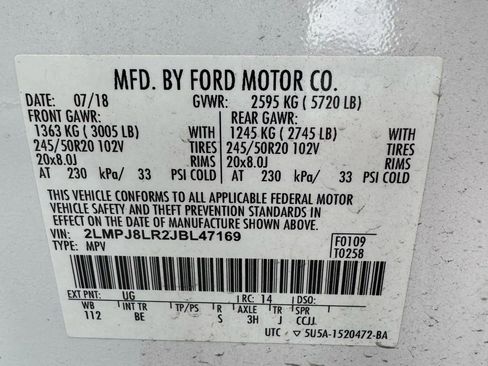 MFD. BY FORD MOTOR CO.
DATE: 07/18 GVWR: 2595 KG ( 5720 LB)
FRONT GAWR: REAR GAWR:
1363 KG ( 3005 LB) WITH 1245 KG ( 2745 LB) WITH
245/50R20 102V TIRES 245/50R20 102V TIRES
20x8.0J RIMS 20x8.0J RIMS
AT 230 kPa/ 33 PSI COLD AT 230 kPa/ 33 PSI COLD
THIS VEHICLE CONFORMS TO ALL APPLICABLE FEDERAL MOTOR
VEHICLE SAFETY AND THEFT PREVENTION STANDARDS IN
EFFECT ON THE DATE OF MANUFACTURE SHOWN ABOVE.
VIN: 2LMPJ8LR2JBL47169 F0109
TYPE: MPV T0258
EXT PNT: UG RC: 14 DSO:
WB INT TR TP/PS R AXLE TR SPR
112 BE S 3H J CCJJ
UTC ▽ 5U5A-1520472-BA